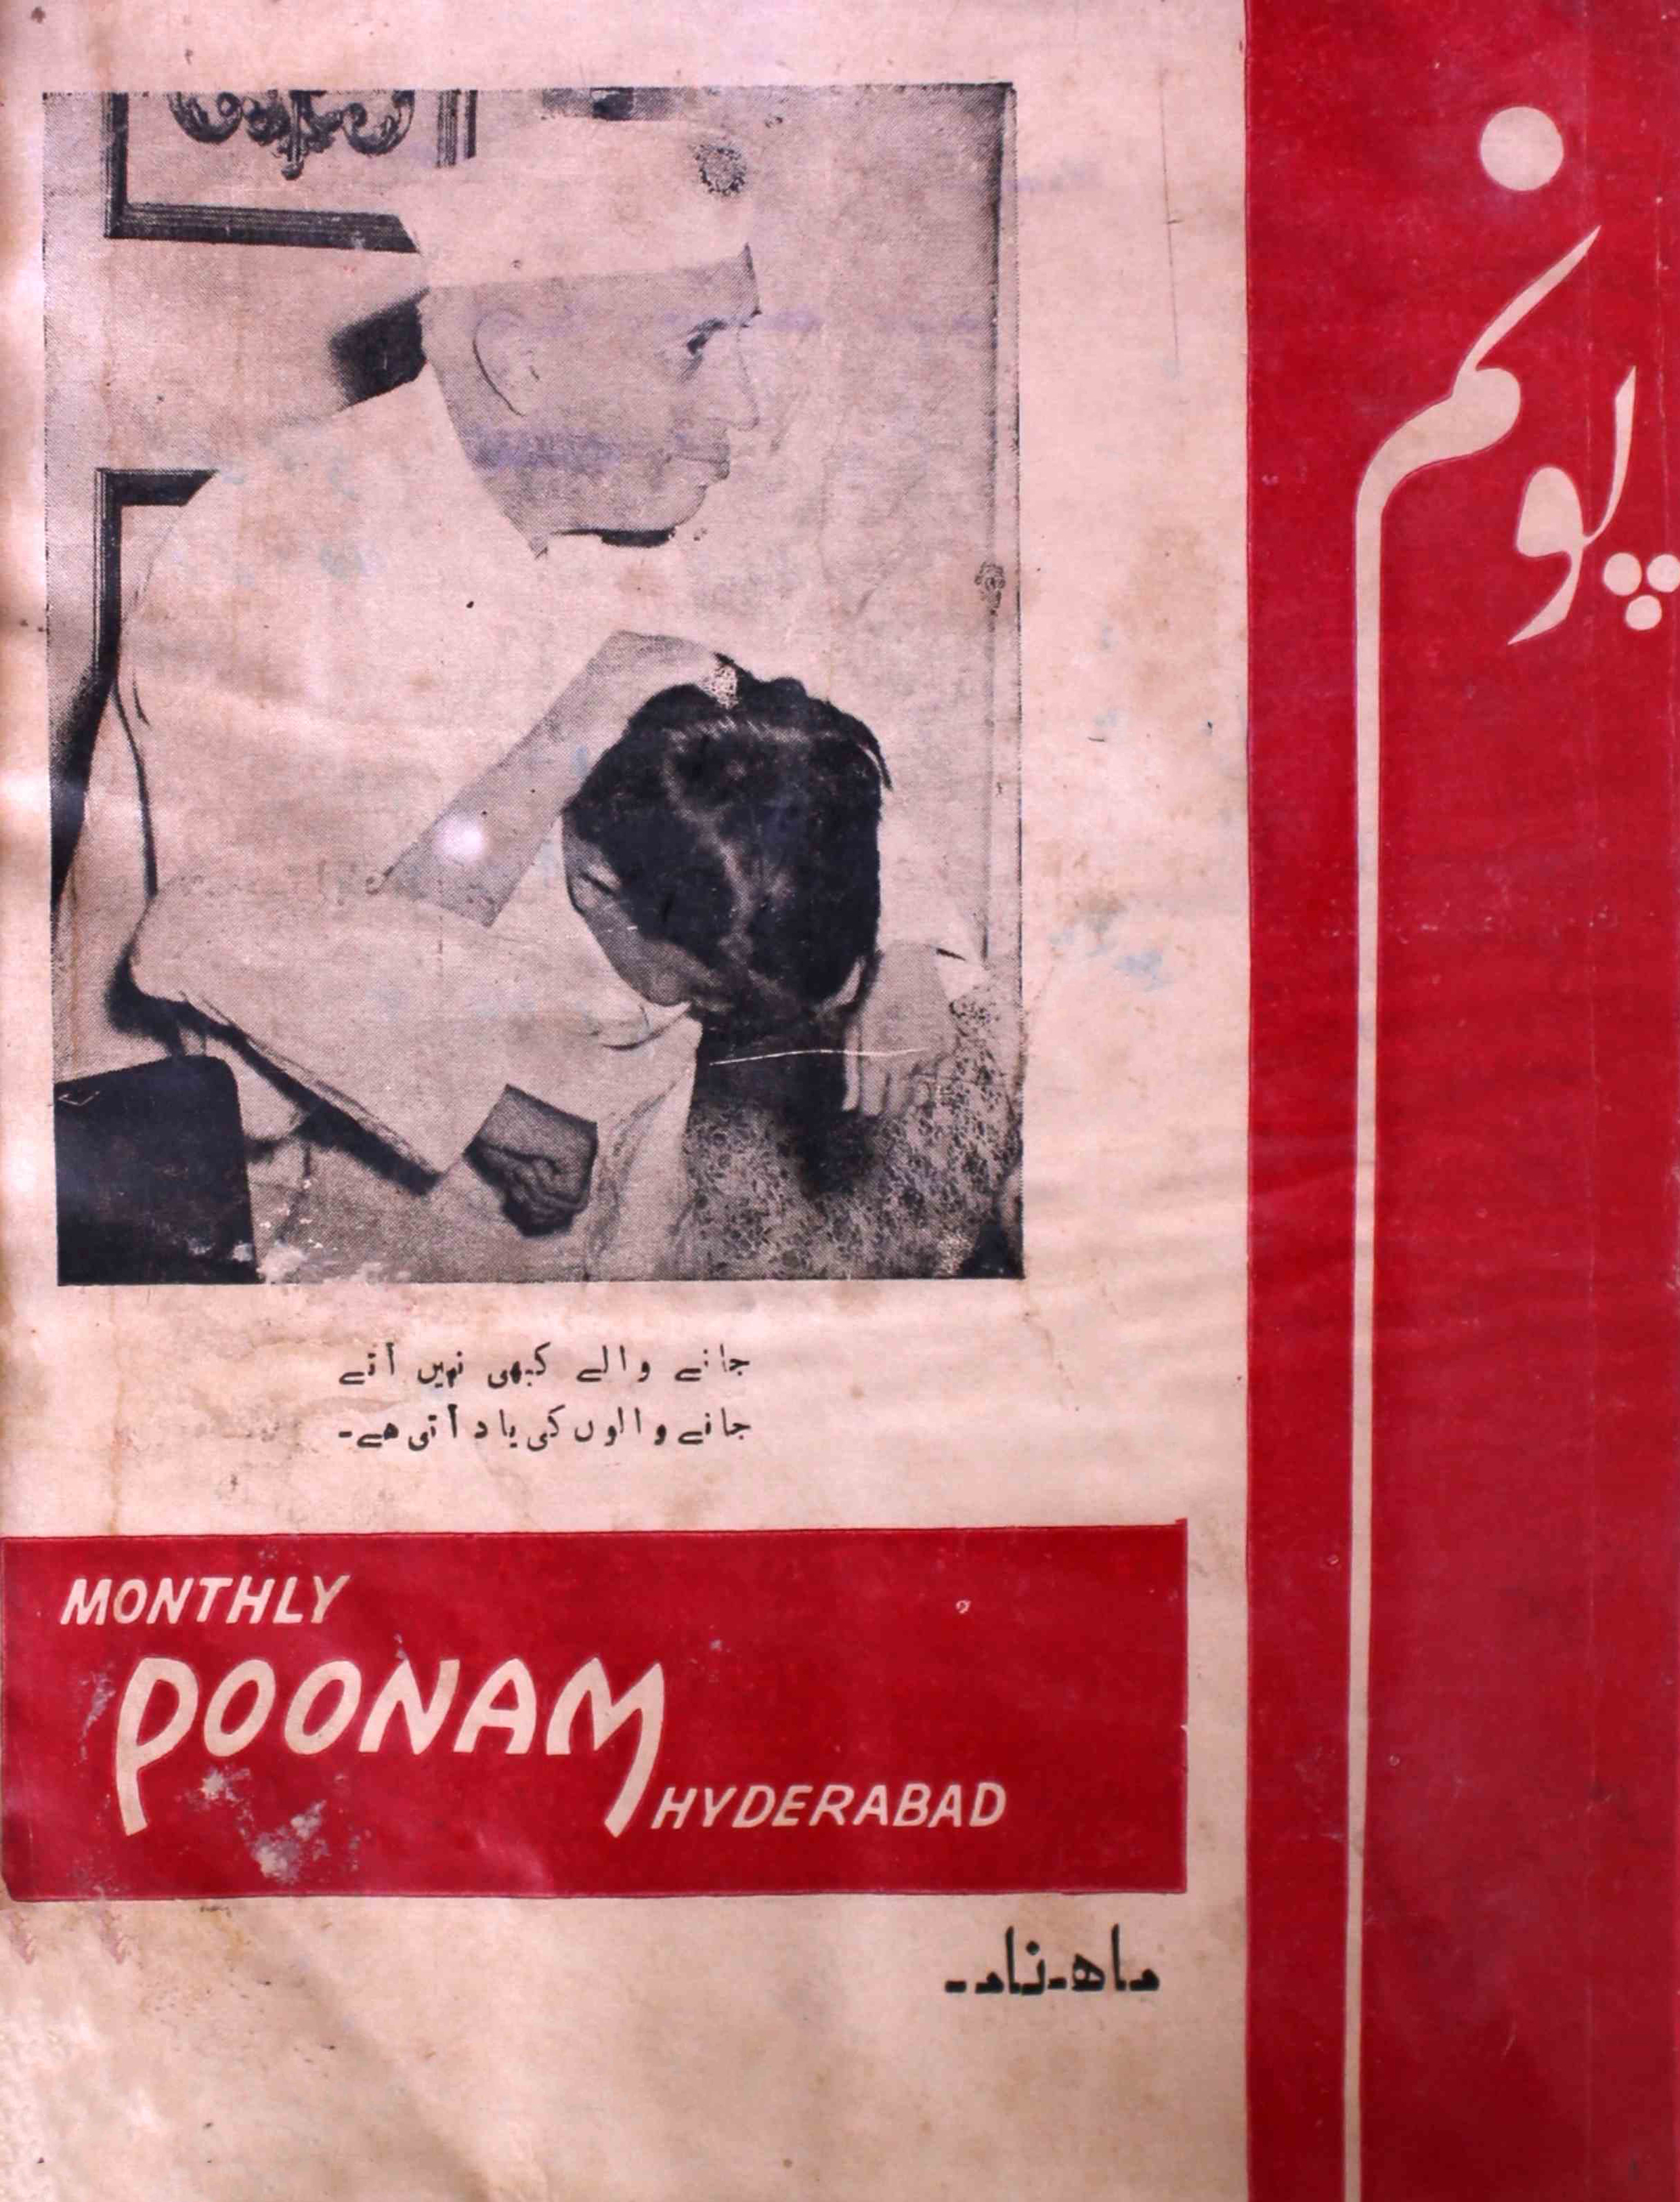 پونم
جانے والے کبھی نہیں آتے
جانے والوں کی یاد آتی ہے۔
MONTHLY
POONAM
HYDERABAD
ماہنامہ